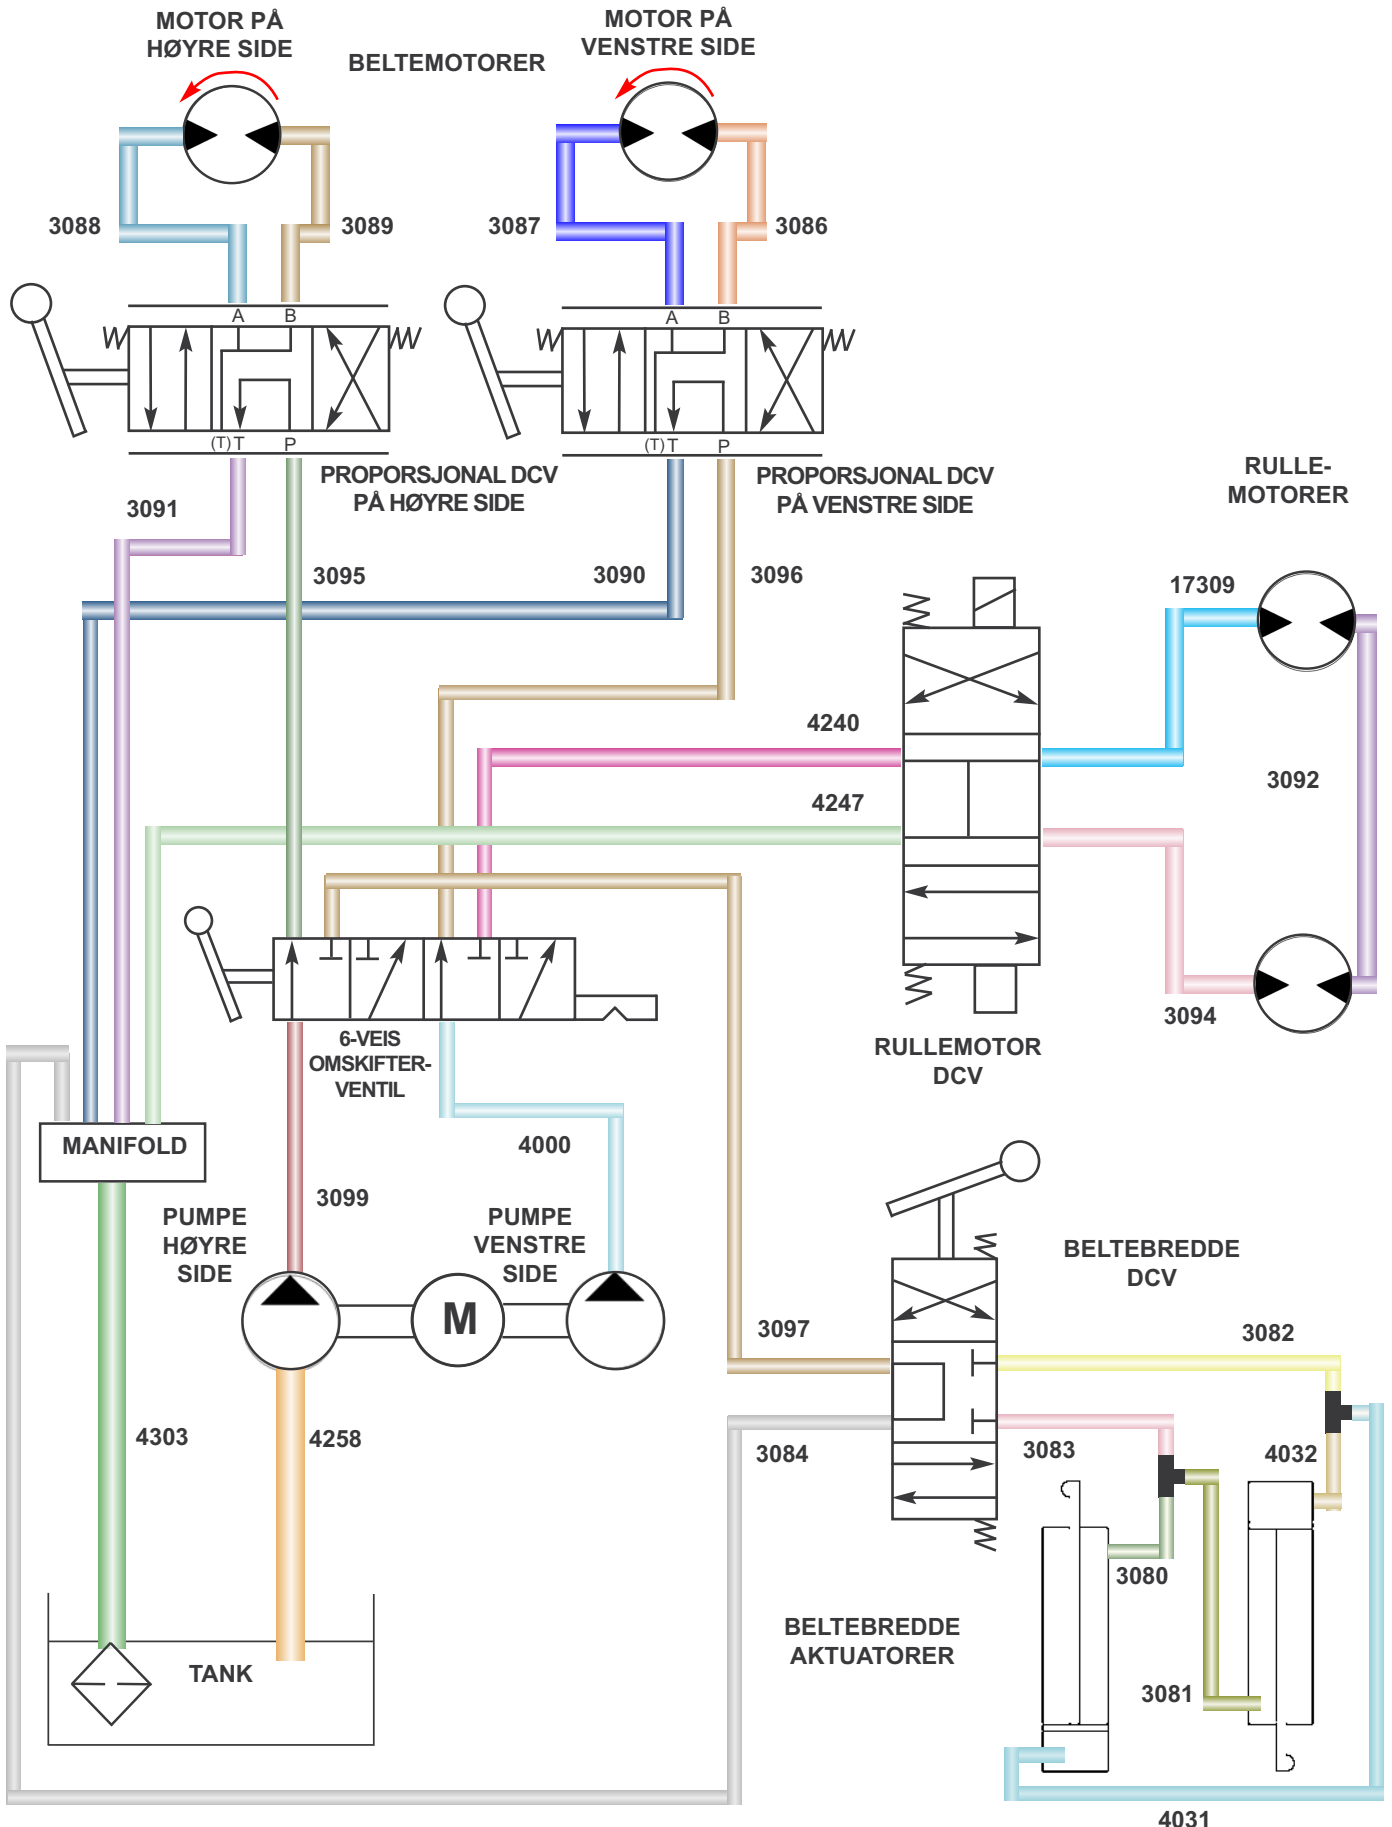 MOTOR PÅ
HØYRE SIDE
BELTEMOTORER
MOTOR PÅ
VENSTRE SIDE
3088
3089
3087
3086
A B
A B
(T) T P
(T) T P
PROPORSJONAL DCV
PÅ HØYRE SIDE
PROPORSJONAL DCV
PÅ VENSTRE SIDE
RULLE-
MOTORER
3091
3095
3090
3096
17309
4240
4247
3092
3094
6-VEIS
OMSKIFTER-
VENTIL
RULLEMOTOR
DCV
MANIFOLD
4000
3099
PUMPE
HØYRE
SIDE
PUMPE
VENSTRE
SIDE
M
BELTEBREDDE
DCV
3097
3082
4303
4258
3084
3083
4032
3080
BELTEBREDDE
AKTUATORER
TANK
3081
4031